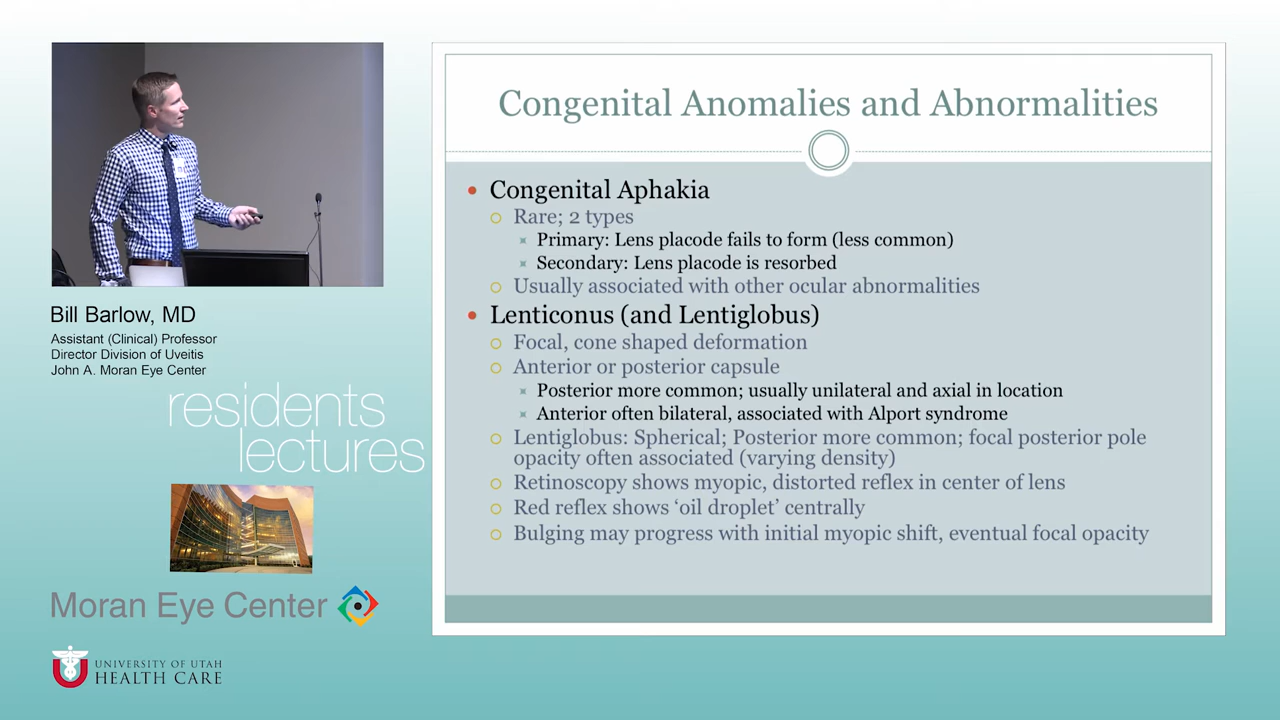 Bill Barlow, MD
Assistant (Clinical) Professor
Director Division of Uveitis
John A. Moran Eye Center
residents
lectures
Moran Eye Center
UNIVERSITY OF UTAH
HEALTH CARE
Congenital Anomalies and Abnormalities
Congenital Aphakia
Rare; 2 types
Primary: Lens placode fails to form (less common)
Secondary: Lens placode is resorbed
Usually associated with other ocular abnormalities
Lenticonus (and Lentiglobus)
Focal, cone shaped deformation
Anterior or posterior capsule
Posterior more common; usually unilateral and axial in location
Anterior often bilateral, associated with Alport syndrome
Lentiglobus: Spherical; Posterior more common; focal posterior pole
opacity often associated (varying density)
Retinoscopy shows myopic, distorted reflex in center of lens
Red reflex shows ‘oil droplet’ centrally
Bulging may progress with initial myopic shift, eventual focal opacity